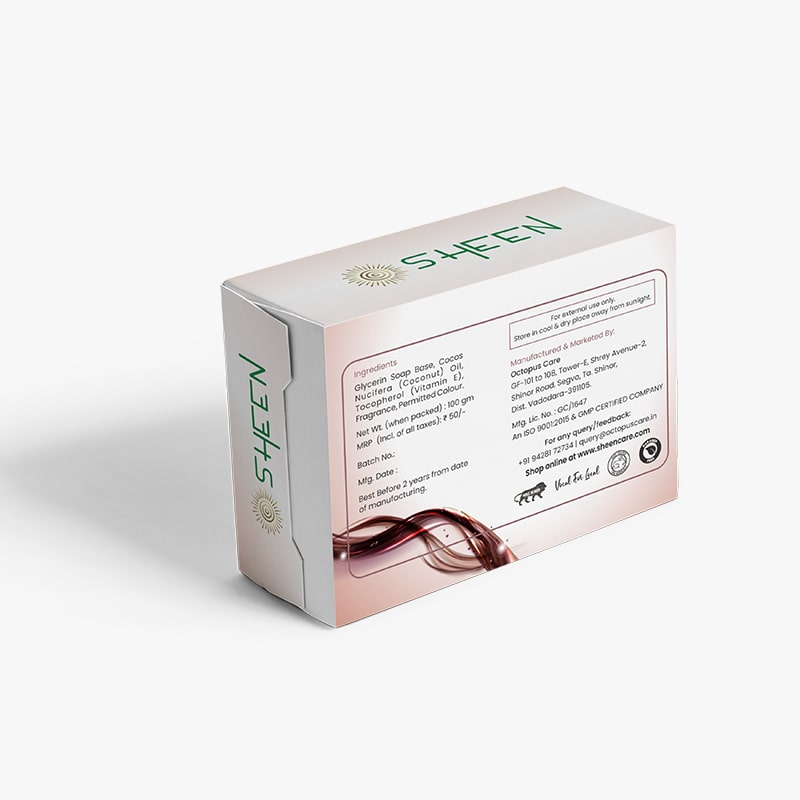 SHEEN
SHEEN
Ingredients
Glycerin Soap Base, Cocos
Nucifera (Coconut) Oil,
Tocopherol (Vitamin E),
Fragrance, Permitted Colour.
Net Wt. (when packed) : 100 gm
MRP (Incl. of all taxes): ₹ 50/-
Batch No.:
Mfg. Date :
Best Before 2 years from date
of manufacturing.
For external use only.
Store in cool & dry place away from sunlight.
Manufactured & Marketed By:
Octopus Care
GF-101 to 108, Tower-E, Shrey Avenue-2,
Shinor Road, Segva, Ta. Shinor,
Dist. Vadodara-391105.
Mfg. Lic. No. : GC/1647
An ISO 9001:2015 & GMP CERTIFIED COMPANY
For any query/feedback:
+91 94281 72734 | query@octopuscare.in
Shop online at www.sheencare.com
Vocal For Local